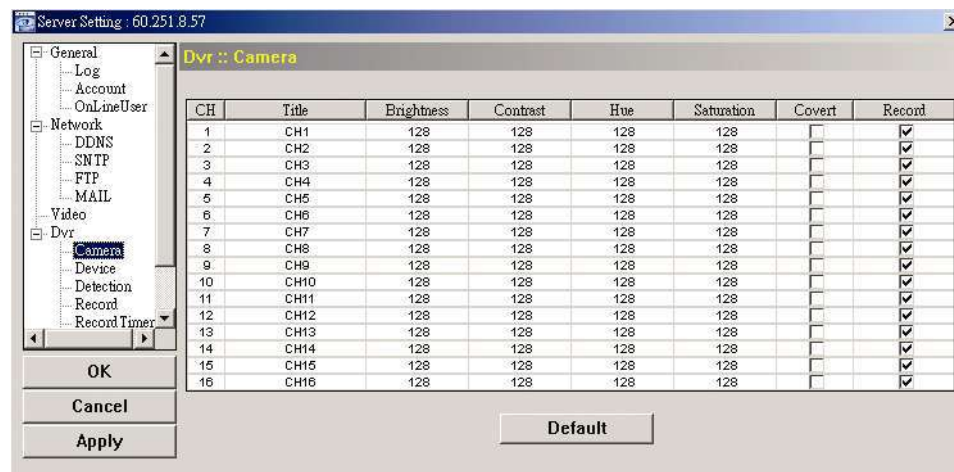 Server Setting : 60.251.8.57
General
Log
Account
OnLineUser
Network
DDNS
SNTP
FTP
MAIL
Video
Dvr
Camera
Device
Detection
Record
Record Timer
OK
Cancel
Apply
Dvr :: Camera
CH Title Brightness Contrast Hue Saturation Covert Record
1 CH1 128 128 128 128
2 CH2 128 128 128 128
3 CH3 128 128 128 128
4 CH4 128 128 128 128
5 CH5 128 128 128 128
6 CH6 128 128 128 128
7 CH7 128 128 128 128
8 CH8 128 128 128 128
9 CH9 128 128 128 128
10 CH10 128 128 128 128
11 CH11 128 128 128 128
12 CH12 128 128 128 128
13 CH13 128 128 128 128
14 CH14 128 128 128 128
15 CH15 128 128 128 128
16 CH16 128 128 128 128
Default